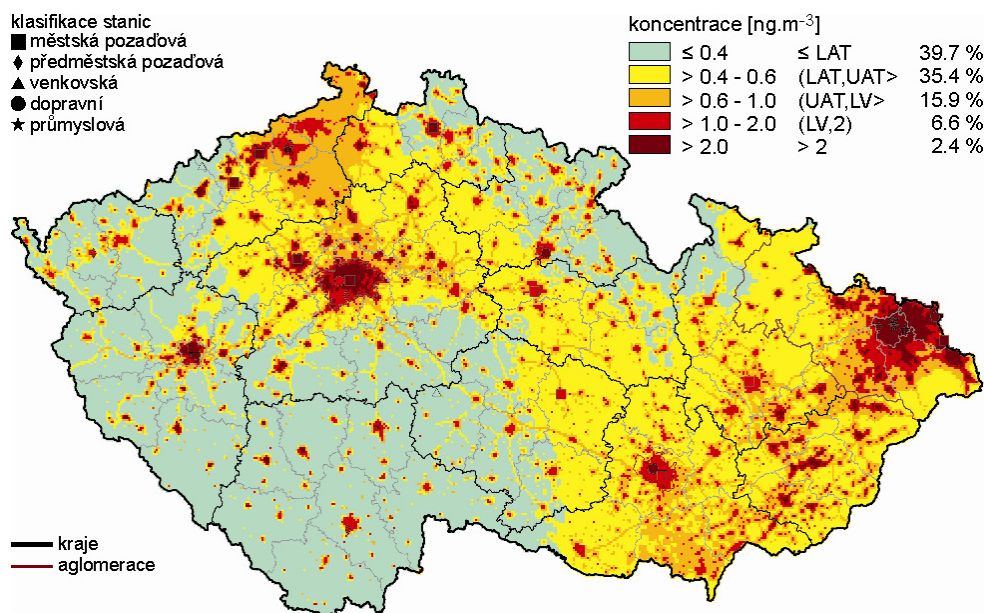 klasifikace stanic
městská pozaďová
předměstská pozaďová
venkovská
dopravní
průmyslová
koncentrace [ng.m⁻³]
≤ 0.4 ≤ LAT 39.7 %
> 0.4 - 0.6 (LAT,UAT> 35.4 %
> 0.6 - 1.0 (UAT,LV> 15.9 %
> 1.0 - 2.0 (LV,2) 6.6 %
> 2.0 > 2 2.4 %
kraje
aglomerace